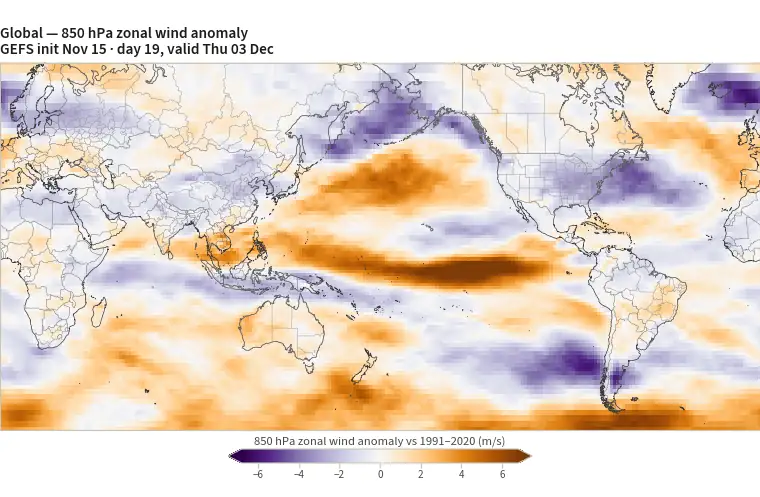 Global — 850 hPa zonal wind anomaly
GEFS init Nov 15 · day 19, valid Thu 03 Dec
850 hPa zonal wind anomaly vs 1991−2020 (m/s)
−6 −4 −2 0 2 4 6